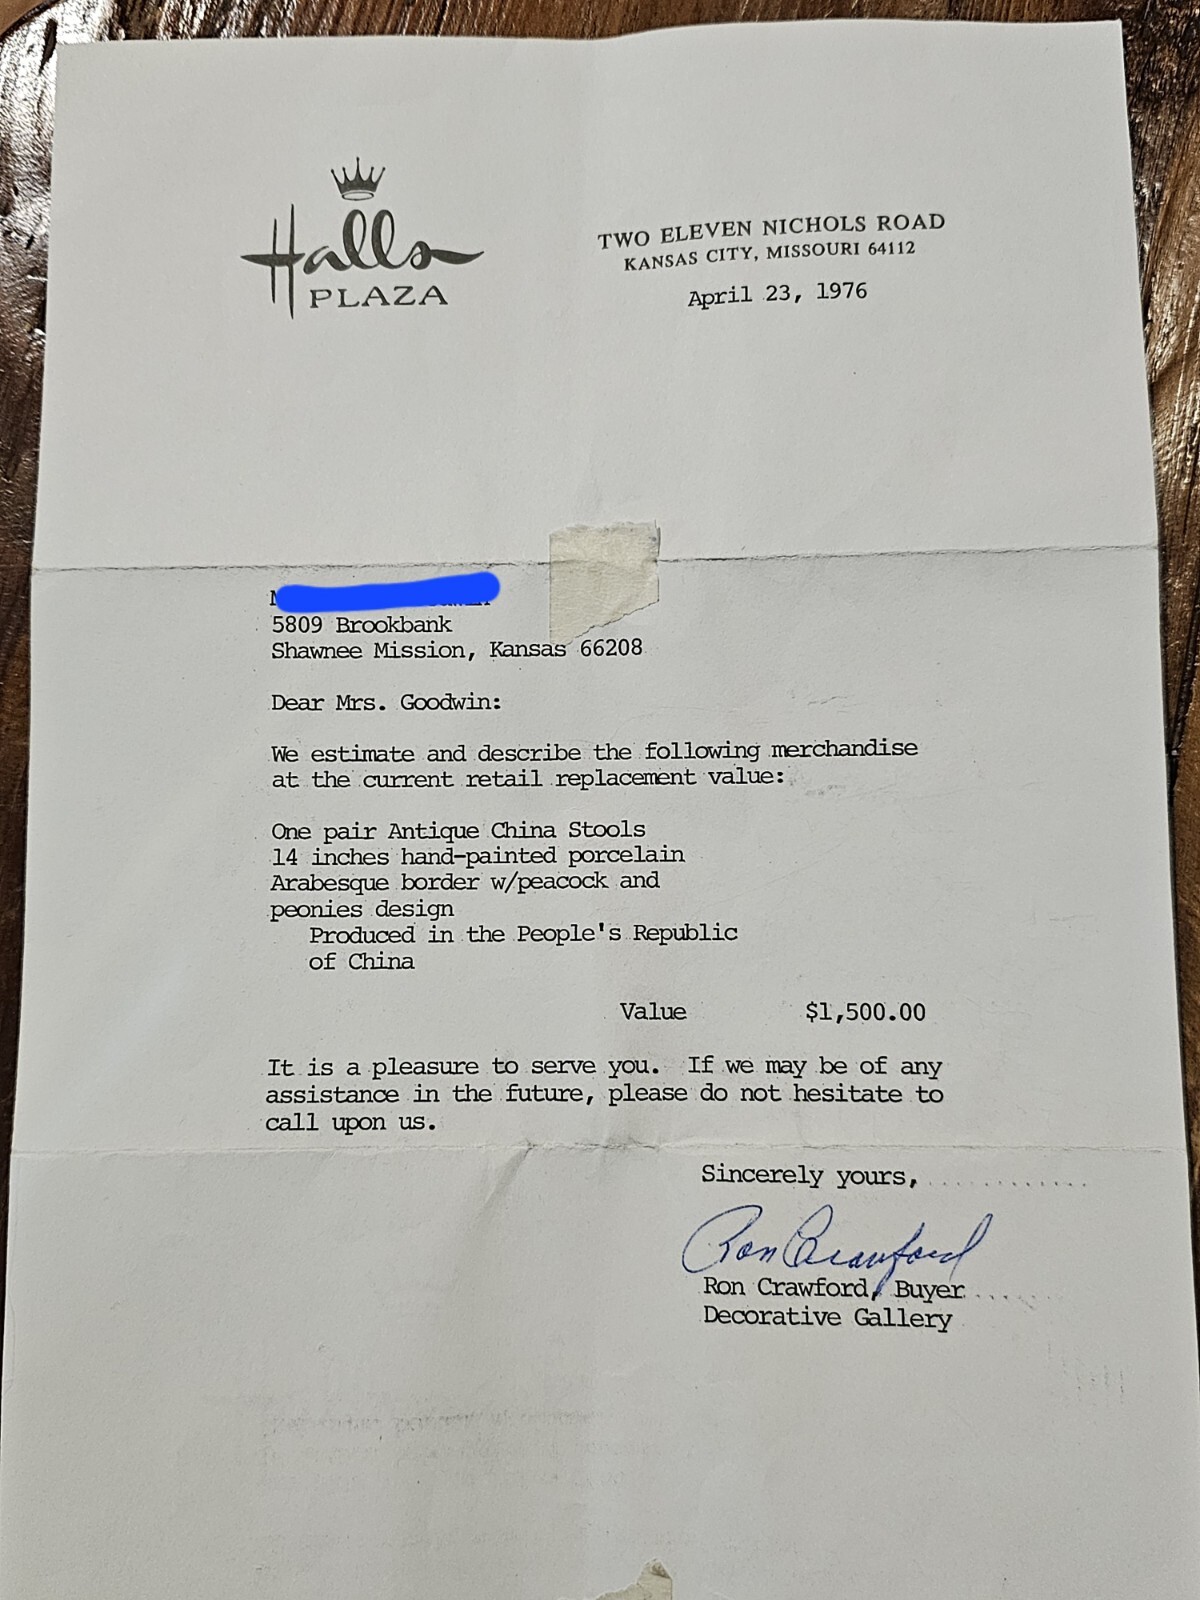 Halls
PLAZA
TWO ELEVEN NICHOLS ROAD
KANSAS CITY, MISSOURI 64112
April 23, 1976
5809 Brookbank
Shawnee Mission, Kansas 66208
Dear Mrs. Goodwin:
We estimate and describe the following merchandise
at the current retail replacement value:
One pair Antique China Stools
14 inches hand-painted porcelain
Arabesque border w/peacock and
peonies design
Produced in the People's Republic
of China
Value $1,500.00
It is a pleasure to serve you. If we may be of any
assistance in the future, please do not hesitate to
call upon us.
Sincerely yours,
Ron Crawford
Ron Crawford, Buyer
Decorative Gallery